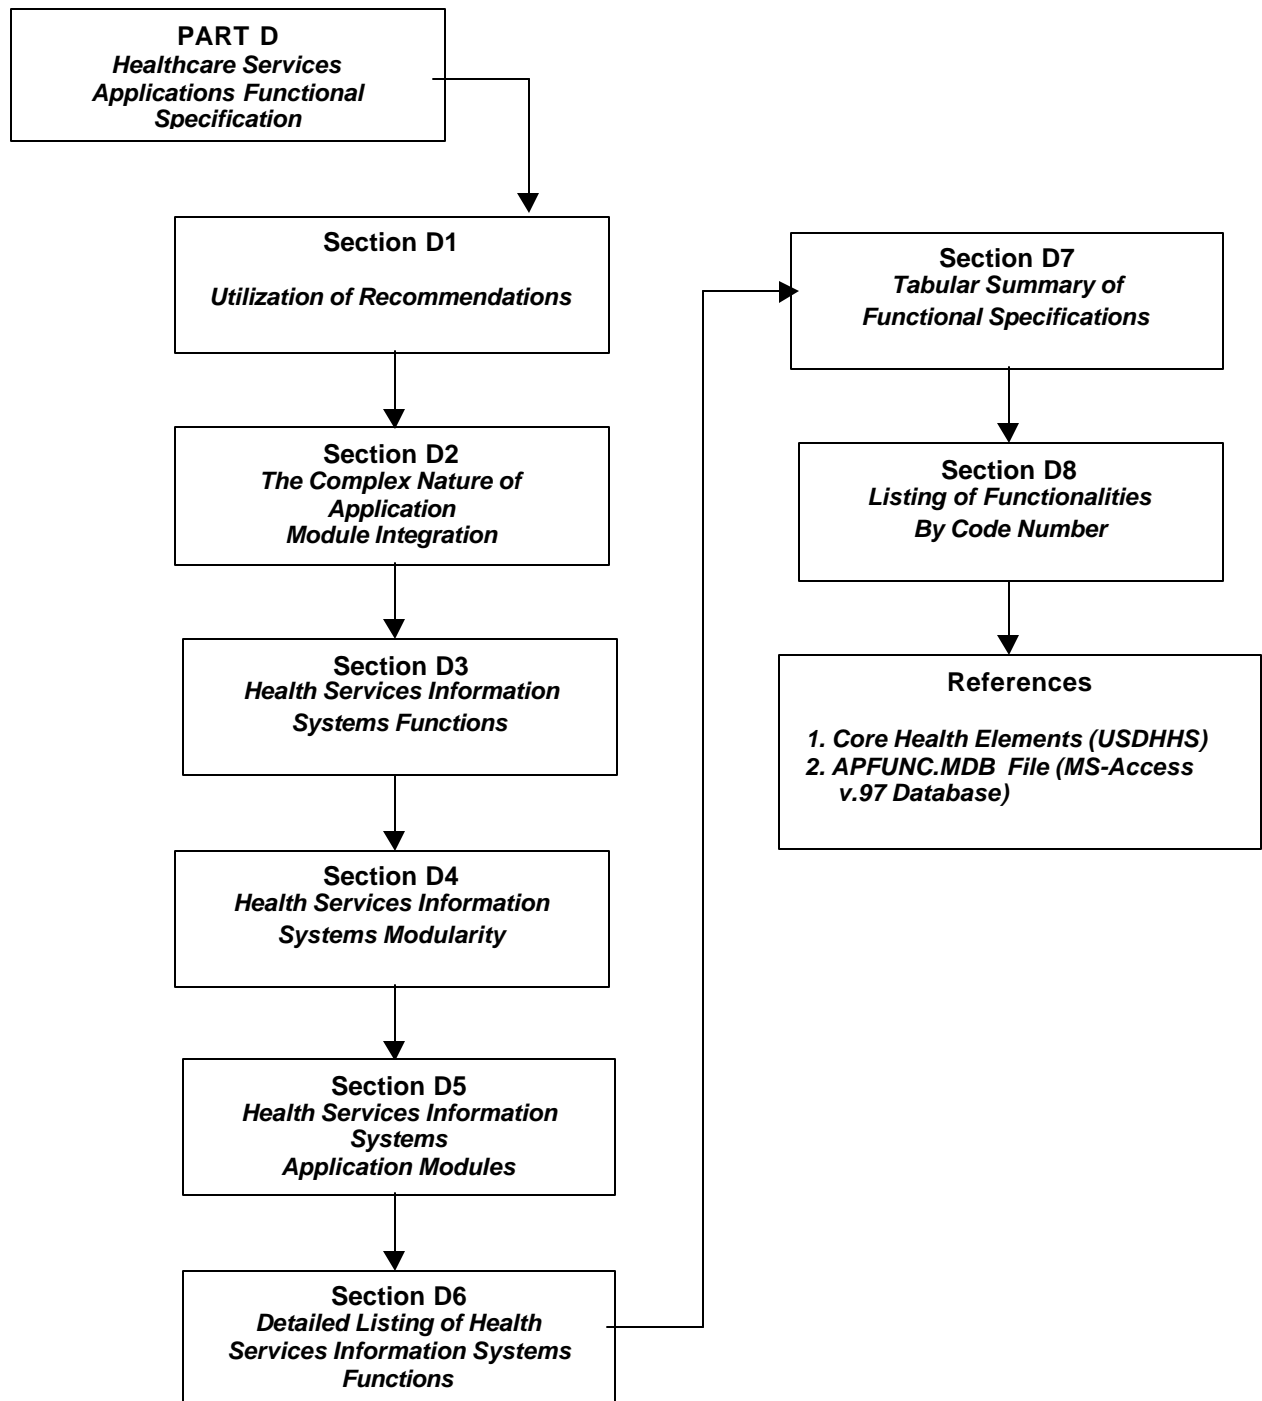 PART D
Healthcare Services
Applications Functional
Specification
Section D1
Utilization of Recommendations
Section D2
The Complex Nature of
Application
Module Integration
Section D3
Health Services Information
Systems Functions
Section D4
Health Services Information
Systems Modularity
Section D5
Health Services Information
Systems
Application Modules
Section D6
Detailed Listing of Health
Services Information Systems
Functions
Section D7
Tabular Summary of
Functional Specifications
Section D8
Listing of Functionalities
By Code Number
References
1. Core Health Elements (USDHHS)
2. APFUNC.MDB File (MS-Access
v.97 Database)